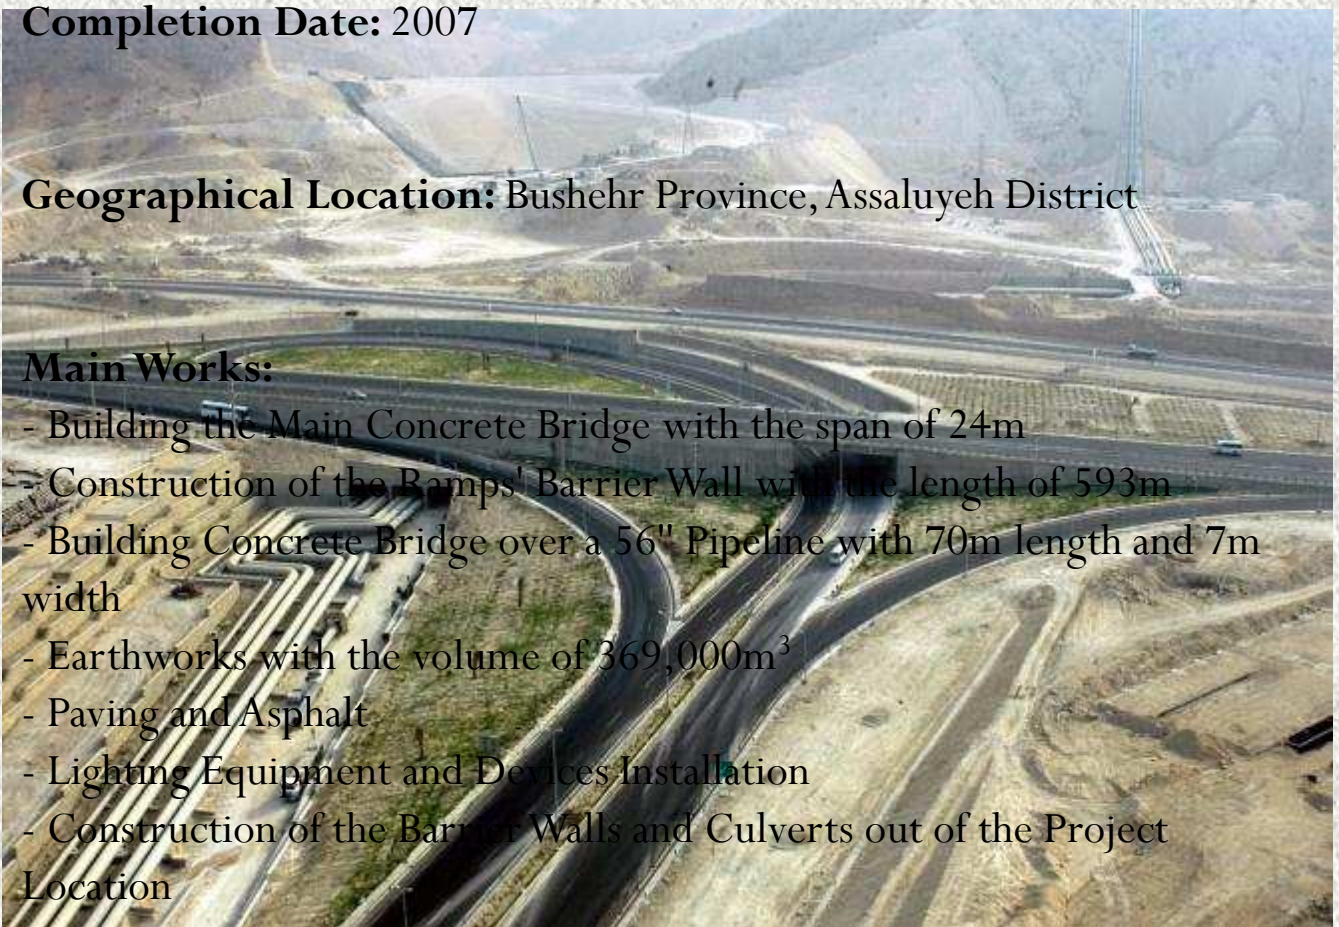 Completion Date: 2007
Geographical Location: Bushehr Province, Assaluyeh District
Main Works:
- Building the Main Concrete Bridge with the span of 24m
- Construction of the Ramps' Barrier Wall with the length of 593m
- Building Concrete Bridge over a 56" Pipeline with 70m length and 7m
width
- Earthworks with the volume of 369,000m³
- Paving and Asphalt
- Lighting Equipment and Devices Installation
- Construction of the Barrier Walls and Culverts out of the Project
Location